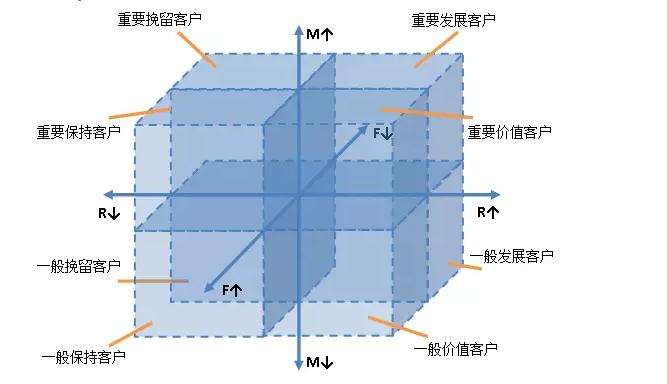 重要挽留客户
M↑
重要发展客户
重要保持客户
F↓
重要价值客户
R↓
R↑
一般挽留客户
F↑
一般发展客户
一般保持客户
M↓
一般价值客户